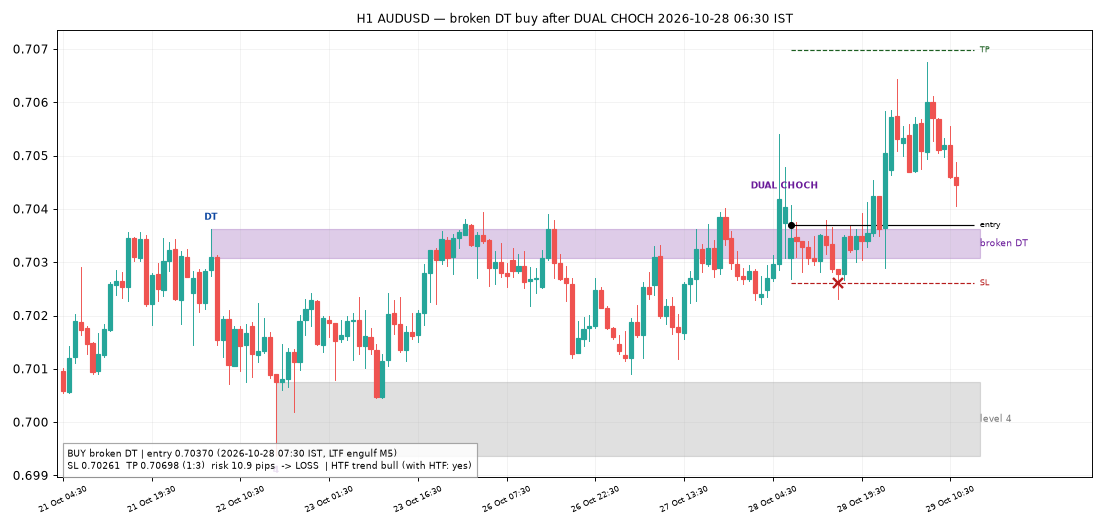 H1 AUDUSD — broken DT buy after DUAL CHOCH 2026-10-28 06:30 IST
0.707
0.706
0.705
0.704
0.703
0.702
0.701
0.700
0.699
TP
DUAL CHOCH
DT
entry
broken DT
SL
level 4
BUY broken DT | entry 0.70370 (2026-10-28 07:30 IST, LTF engulf M5)
SL 0.70261  TP 0.70698 (1:3)  risk 10.9 pips  -> LOSS  | HTF trend bull (with HTF: yes)
21 Oct 04:30
21 Oct 19:30
22 Oct 10:30
23 Oct 01:30
23 Oct 16:30
26 Oct 07:30
26 Oct 22:30
27 Oct 13:30
28 Oct 04:30
28 Oct 19:30
29 Oct 10:30